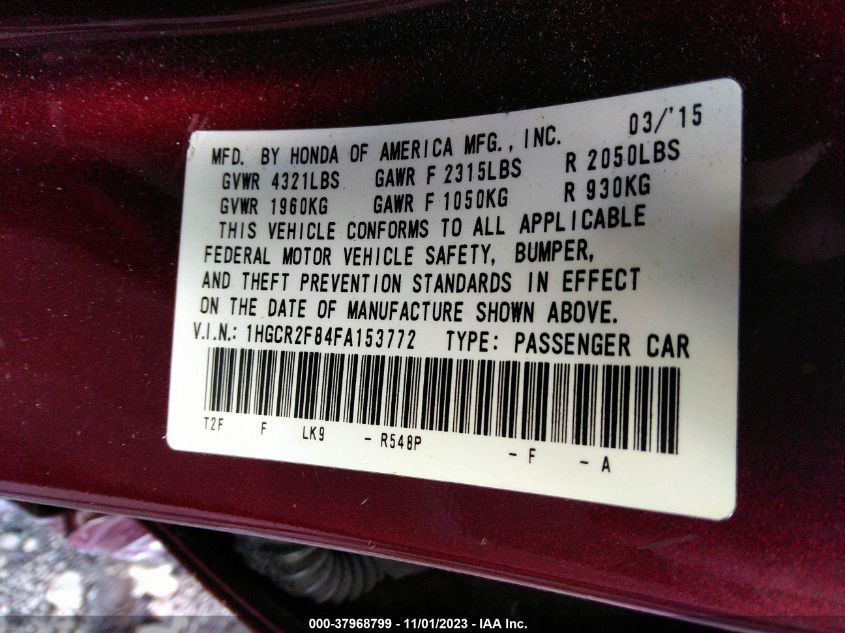 03/'15
MFD. BY HONDA OF AMERICA MFG., INC.
GVWR 4321LBS GAWR F 2315LBS R 2050LBS
GVWR 1960KG GAWR F 1050KG R 930KG
THIS VEHICLE CONFORMS TO ALL APPLICABLE
FEDERAL MOTOR VEHICLE SAFETY, BUMPER,
AND THEFT PREVENTION STANDARDS IN EFFECT
ON THE DATE OF MANUFACTURE SHOWN ABOVE.
V.I.N.: 1HGCR2F84FA153772 TYPE: PASSENGER CAR
T2F F LK9 - R548P - F - A
000-37968799 - 11/01/2023 - IAA Inc.